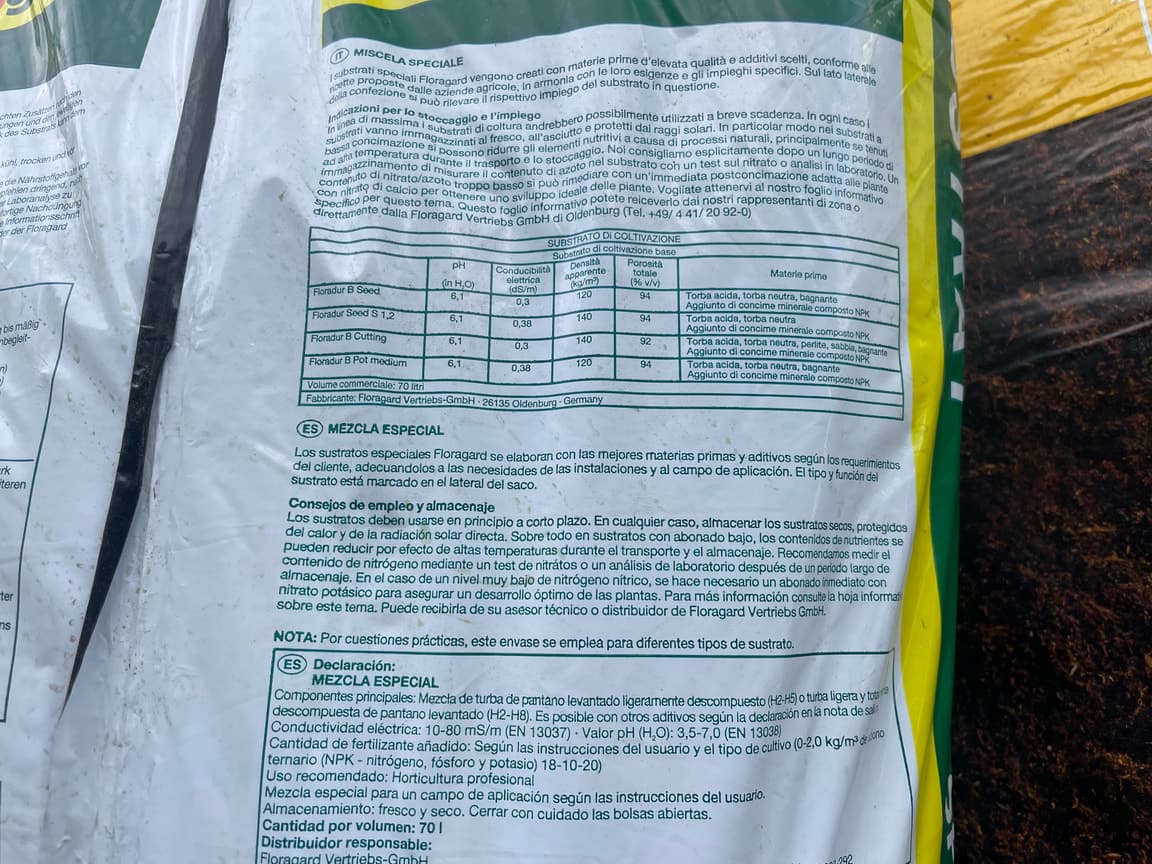 IT MISCELA SPECIALE
I substrati speciali Floragard vengono creati con materie prime d'elevata qualità e additivi scelti, conforme alle
ricette proposte dalle aziende agricole, in armonia con le loro esigenze e gli impieghi specifici. Sul lato laterale
della confezione si può rilevare il rispettivo impiego del substrato in questione.
Indicazioni per lo stoccaggio e l'impiego
In linea di massima i substrati di coltura andrebbero possibilmente utilizzati a breve scadenza. In ogni caso i
substrati vanno immagazzinati al fresco, all'asciutto e protetti dai raggi solari. In particolar modo nei substrati a
bassa concimazione si possono ridurre gli elementi nutritivi a causa di processi naturali, principalmente se tenuti
ad alta temperatura durante il trasporto e lo stoccaggio. Noi consigliamo esplicitamente dopo un lungo periodo di
immagazzinamento di misurare il contenuto di azoto nel substrato con un test sul nitrato o analisi in laboratorio. Un
contenuto di nitrato/azoto troppo basso si può rimediare con un'immediata postconcimazione adatta alle piante
con nitrato di calcio per ottenere uno sviluppo ideale delle piante. Vogliate attenervi al nostro foglio informativo
specifico per questo tema. Questo foglio informativo potete reiceverlo dai nostri rappresentanti di zona o
direttamente dalla Floragard Vertriebs GmbH di Oldenburg (Tel. +49/ 4 41/ 20 92-0)
SUBSTRATO DI COLTIVAZIONE
Substrato di coltivazione base
pH (in H₂O) Conducibilità elettrica (dS/m) Densità apparente (kg/m³) Porosità totale (% v/v) Materie prime
Floradur B Seed 6,1 0,3 120 94 Torba acida, torba neutra, bagnante
Aggiunto di concime minerale composto NPK
Floradur Seed S 1,2 6,1 0,38 140 94 Torba acida, torba neutra
Aggiunto di concime minerale composto NPK
Floradur B Cutting 6,1 0,3 140 92 Torba acida, torba neutra, perlite, sabbia, bagnante
Aggiunto di concime minerale composto NPK
Floradur B Pot medium 6,1 0,38 120 94 Torba acida, torba neutra, bagnante
Aggiunto di concime minerale composto NPK
Volume commerciale: 70 litri
Fabbricante: Floragard Vertriebs-GmbH · 26135 Oldenburg · Germany
ES MEZCLA ESPECIAL
Los sustratos especiales Floragard se elaboran con las mejores materias primas y aditivos según los requerimientos
del cliente, adecuandolos a las necesidades de las instalaciones y al campo de aplicación. El tipo y función del
sustrato está marcado en el lateral del saco.
Consejos de empleo y almacenaje
Los sustratos deben usarse en principio a corto plazo. En cualquier caso, almacenar los sustratos secos, protegidos
del calor y de la radiación solar directa. Sobre todo en sustratos con abonado bajo, los contenidos de nutrientes se
pueden reducir por efecto de altas temperaturas durante el transporte y el almacenaje. Recomendamos medir el
contenido de nitrógeno mediante un test de nitrátos o un análisis de laboratorio después de un periodo largo de
almacenaje. En el caso de un nivel muy bajo de nitrógeno nítrico, se hace necesario un abonado inmediato con
nitrato potásico para asegurar un desarrollo óptimo de las plantas. Para más información consulte la hoja informat
sobre este tema. Puede recibirla de su asesor técnico o distribuidor de Floragard Vertriebs GmbH.
NOTA: Por cuestiones prácticas, este envase se emplea para diferentes tipos de sustrato.
ES Declaración:
MEZCLA ESPECIAL
Componentes principales: Mezcla de turba de pantano levantado ligeramente descompuesto (H2-H5) o turba ligera y
descompuesta de pantano levantado (H2-H8). Es posible con otros aditivos según la declaración en la nota de
Conductividad eléctrica: 10-80 mS/m (EN 13037) · Valor pH (H₂O): 3,5-7,0 (EN 13038)
Cantidad de fertilizante añadido: Según las instrucciones del usuario y el tipo de cultivo (0-2,0 kg/m³ de
ternario (NPK - nitrógeno, fósforo y potasio) 18-10-20)
Uso recomendado: Horticultura profesional
Mezcla especial para un campo de aplicación según las instrucciones del usuario.
Almacenamiento: fresco y seco. Cerrar con cuidado las bolsas abiertas.
Cantidad por volumen: 70 l
Distribuidor responsable:
Floragard Vertriebs-GmbH